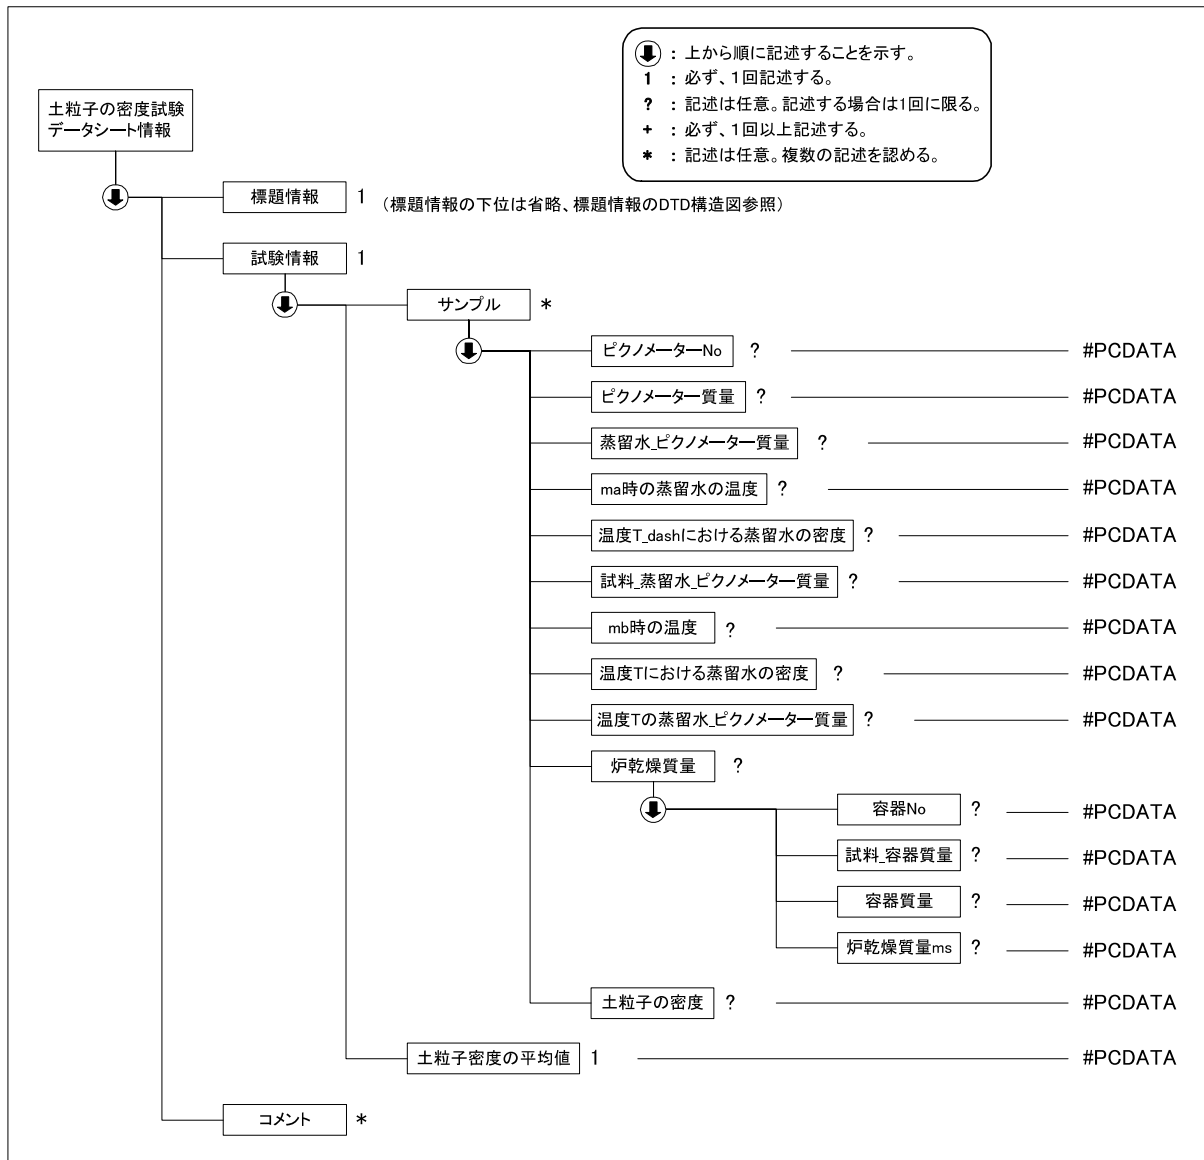 : 上から順に記述することを示す。
1 : 必ず、1回記述する。
? : 記述は任意。記述する場合は1回に限る。
+ : 必ず、1回以上記述する。
* : 記述は任意。複数の記述を認める。
土粒子の密度試験
データシート情報
標題情報 1 (標題情報の下位は省略、標題情報のDTD構造図参照)
試験情報 1
サンプル *
ピクノメーターNo ? #PCDATA
ピクノメーター質量 ? #PCDATA
蒸留水_ピクノメーター質量 ? #PCDATA
ma時の蒸留水の温度 ? #PCDATA
温度T_dashにおける蒸留水の密度 ? #PCDATA
試料_蒸留水_ピクノメーター質量 ? #PCDATA
mb時の温度 ? #PCDATA
温度Tにおける蒸留水の密度 ? #PCDATA
温度Tの蒸留水_ピクノメーター質量 ? #PCDATA
炉乾燥質量 ?
容器No ? #PCDATA
試料_容器質量 ? #PCDATA
容器質量 ? #PCDATA
炉乾燥質量ms ? #PCDATA
土粒子の密度 ? #PCDATA
土粒子密度の平均値 1 #PCDATA
コメント *